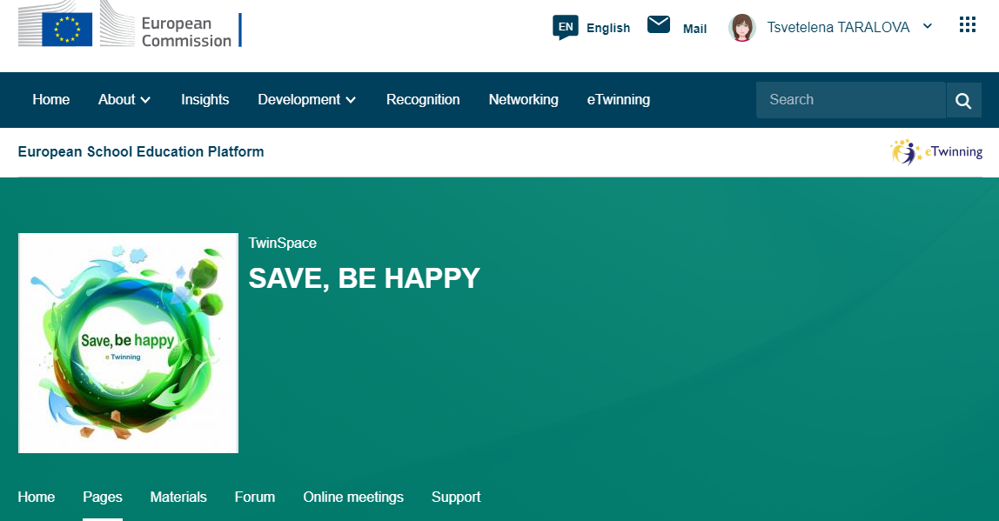 European
Commission
EN English Mail Tsvetelena TARALOVA
Home About Insights Development Recognition Networking eTwinning Search
European School Education Platform eTwinning
TwinSpace
SAVE, BE HAPPY
Save, be happy
eTwinning
Home Pages Materials Forum Online meetings Support